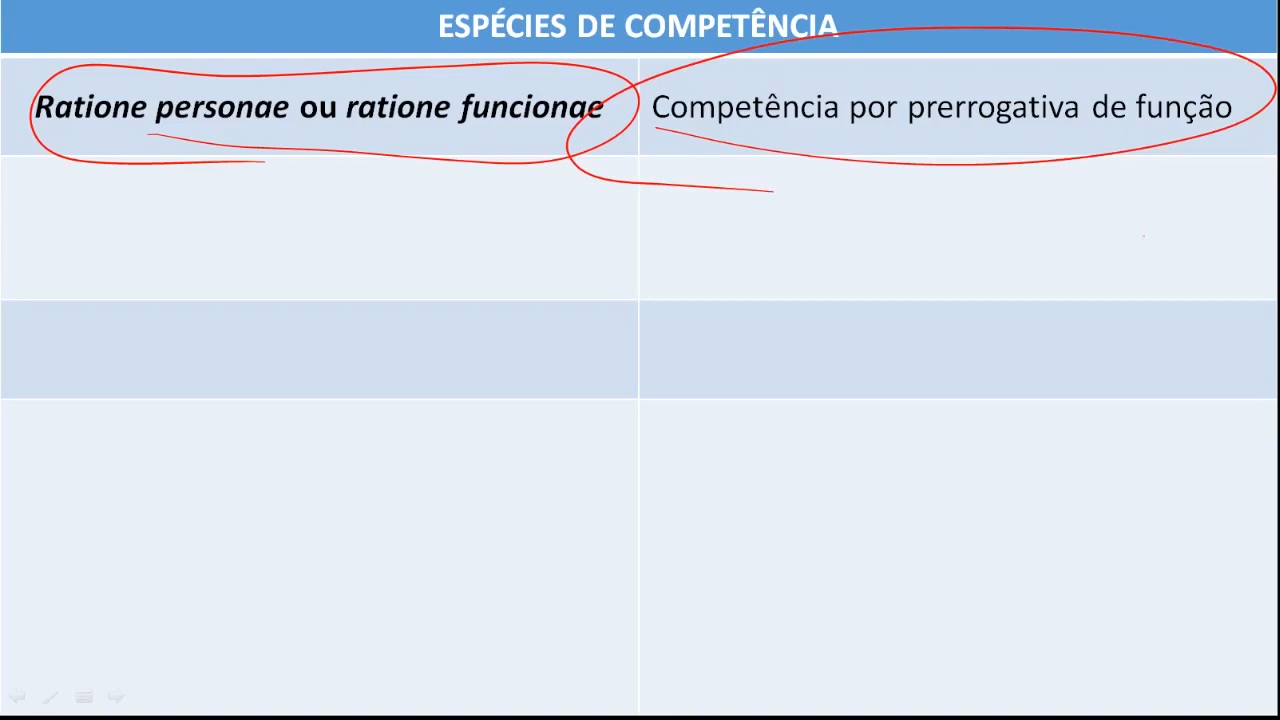 ESPÉCIES DE COMPETÊNCIA
Ratione personae ou ratione funcionae
Competência por prerrogativa de função